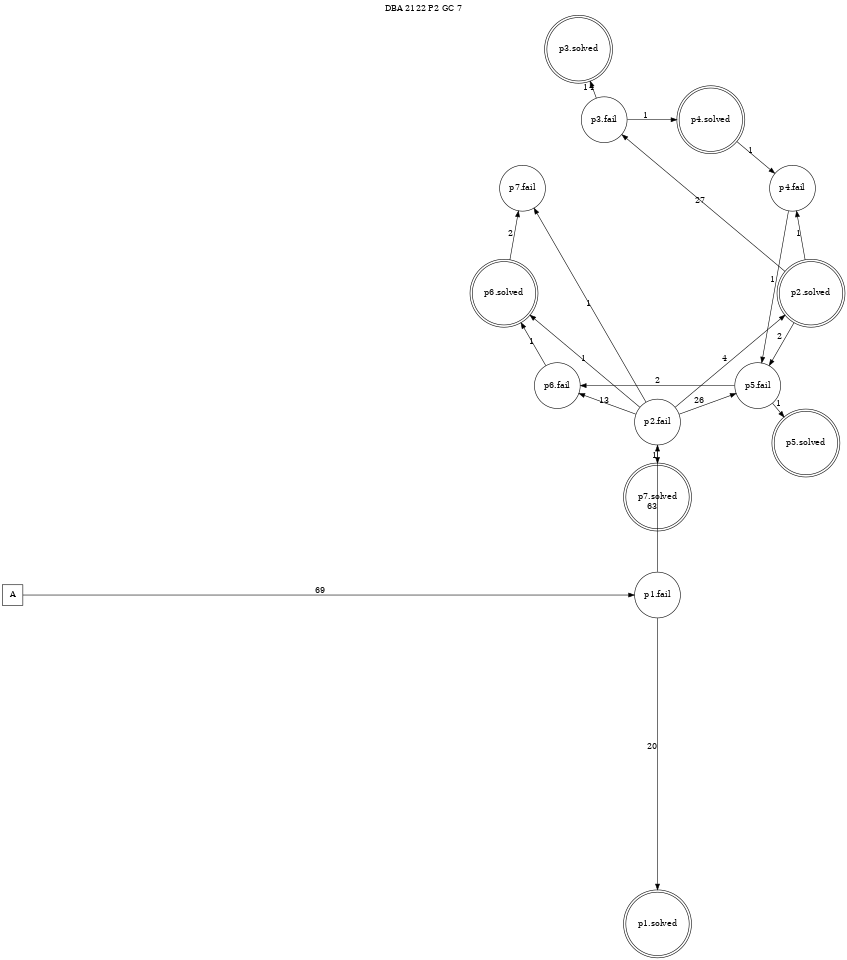 DBA 2122 P2 GC 7
p3.solved
14
p3.fail
1
p4.solved
1
p7.fail
p4.fail
27
2
1
p6.solved
1
1
p2.solved
1
1
4
2
p6.fail
2
p5.fail
13
26
1
p2.fail
p5.solved
1
p7.solved
63
A
69
p1.fail
20
p1.solved